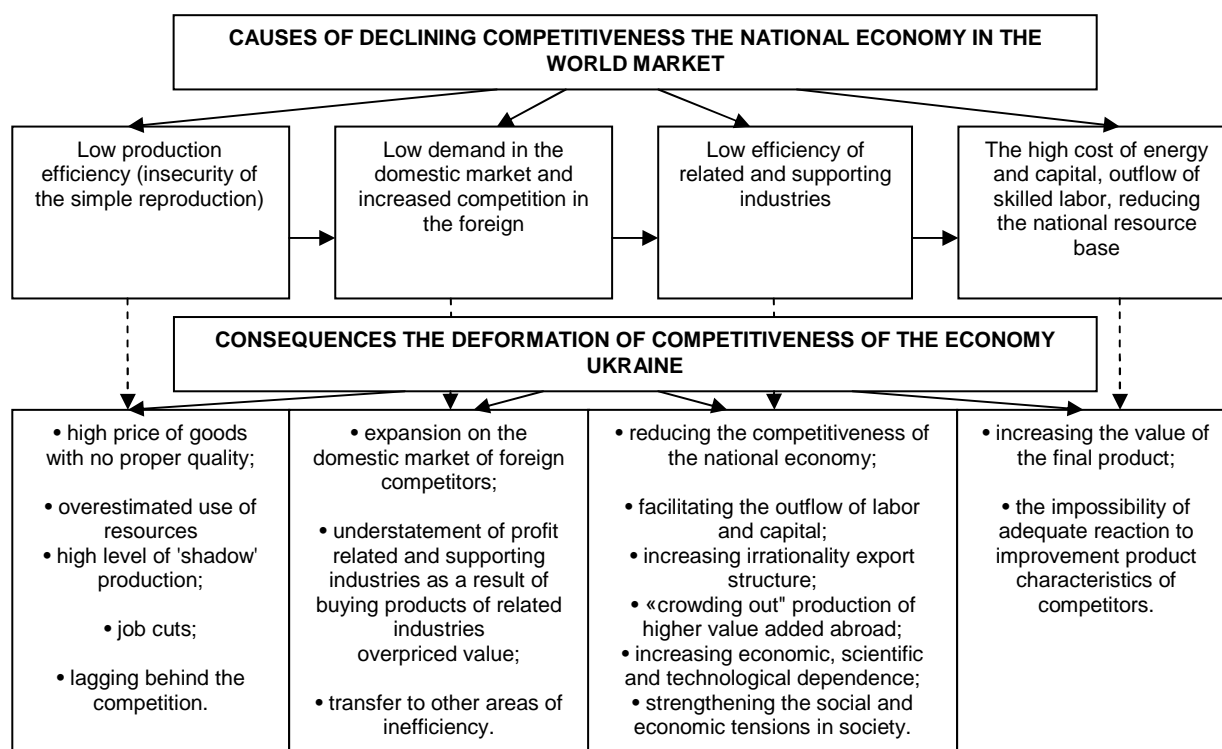 CAUSES OF DECLINING COMPETITIVENESS THE NATIONAL ECONOMY IN THE
WORLD MARKET
Low production
efficiency (insecurity of
the simple reproduction)
Low demand in the
domestic market and
increased competition in
the foreign
Low efficiency of
related and supporting
industries
The high cost of energy
and capital, outflow of
skilled labor, reducing
the national resource
base
CONSEQUENCES THE DEFORMATION OF COMPETITIVENESS OF THE ECONOMY
UKRAINE
• high price of goods
with no proper quality;
• overestimated use of
resources
• high level of 'shadow'
production;
• job cuts;
• lagging behind the
competition.
• expansion on the
domestic market of foreign
competitors;
• understatement of profit
related and supporting
industries as a result of
buying products of related
industries
overpriced value;
• transfer to other areas of
inefficiency.
• reducing the competitiveness of
the national economy;
• facilitating the outflow of labor
and capital;
• increasing irrationality export
structure;
• «crowding out" production of
higher value added abroad;
• increasing economic, scientific
and technological dependence;
• strengthening the social and
economic tensions in society.
• increasing the value of
the final product;
• the impossibility of
adequate reaction to
improvement product
characteristics of
competitors.